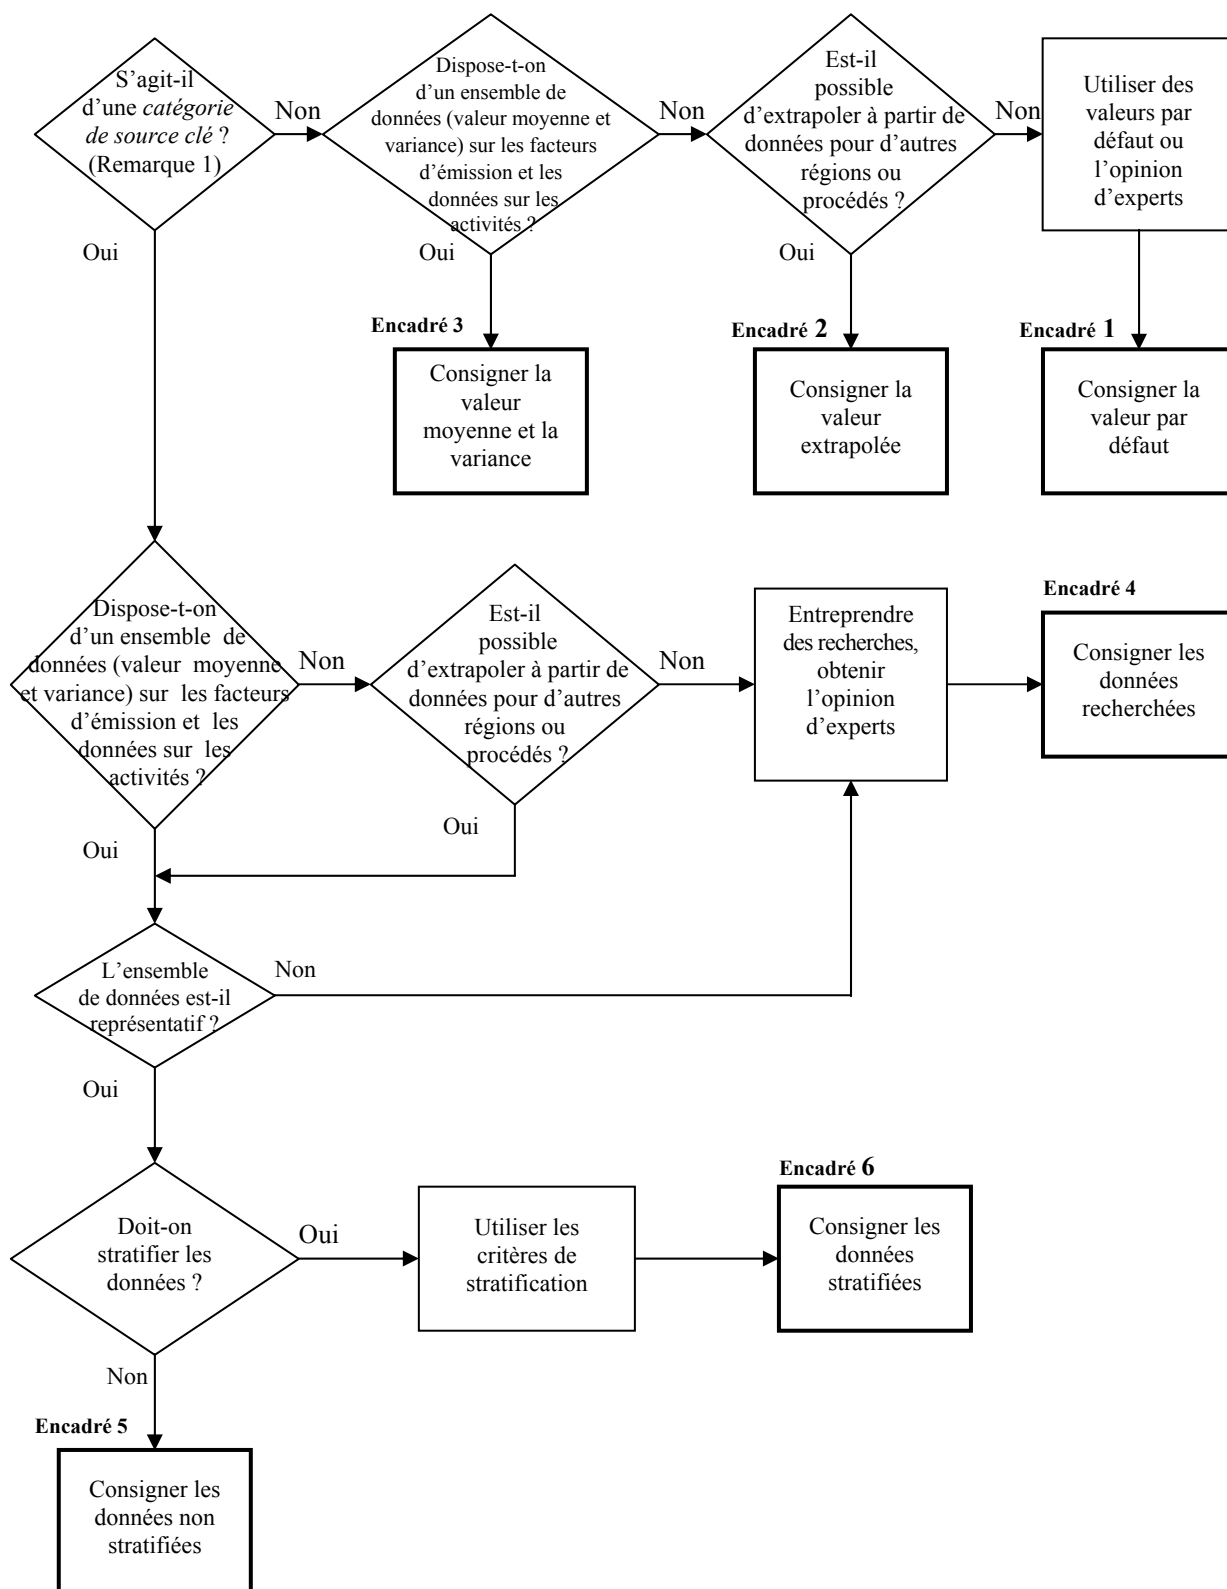 S'agit-il
d'une catégorie
de source clé ?
(Remarque 1)
Non
Dispose-t-on
d'un ensemble de
données (valeur moyenne et
variance) sur les facteurs
d'émission et les
données sur les
activités ?
Non
Est-il
possible
d'extrapoler à partir de
données pour d'autres
régions ou
procédés ?
Non
Utiliser des
valeurs par
défaut ou
l'opinion
d'experts
Oui
Oui
Oui
Encadré 3
Consigner la
valeur
moyenne et la
variance
Encadré 2
Consigner la
valeur
extrapolée
Encadré 1
Consigner la
valeur par
défaut
Dispose-t-on
d'un ensemble de
données (valeur moyenne
et variance) sur les facteurs
d'émission et les
données sur les
activités ?
Non
Est-il
possible
d'extrapoler à partir de
données pour d'autres
régions ou
procédés ?
Non
Entreprendre
des recherches,
obtenir
l'opinion
d'experts
Encadré 4
Consigner les
données
recherchées
Oui
Oui
L'ensemble
de données est-il
représentatif ?
Non
Oui
Doit-on
stratifier les
données ?
Oui
Utiliser les
critères de
stratification
Encadré 6
Consigner les
données
stratifiées
Non
Encadré 5
Consigner les
données non
stratifiées